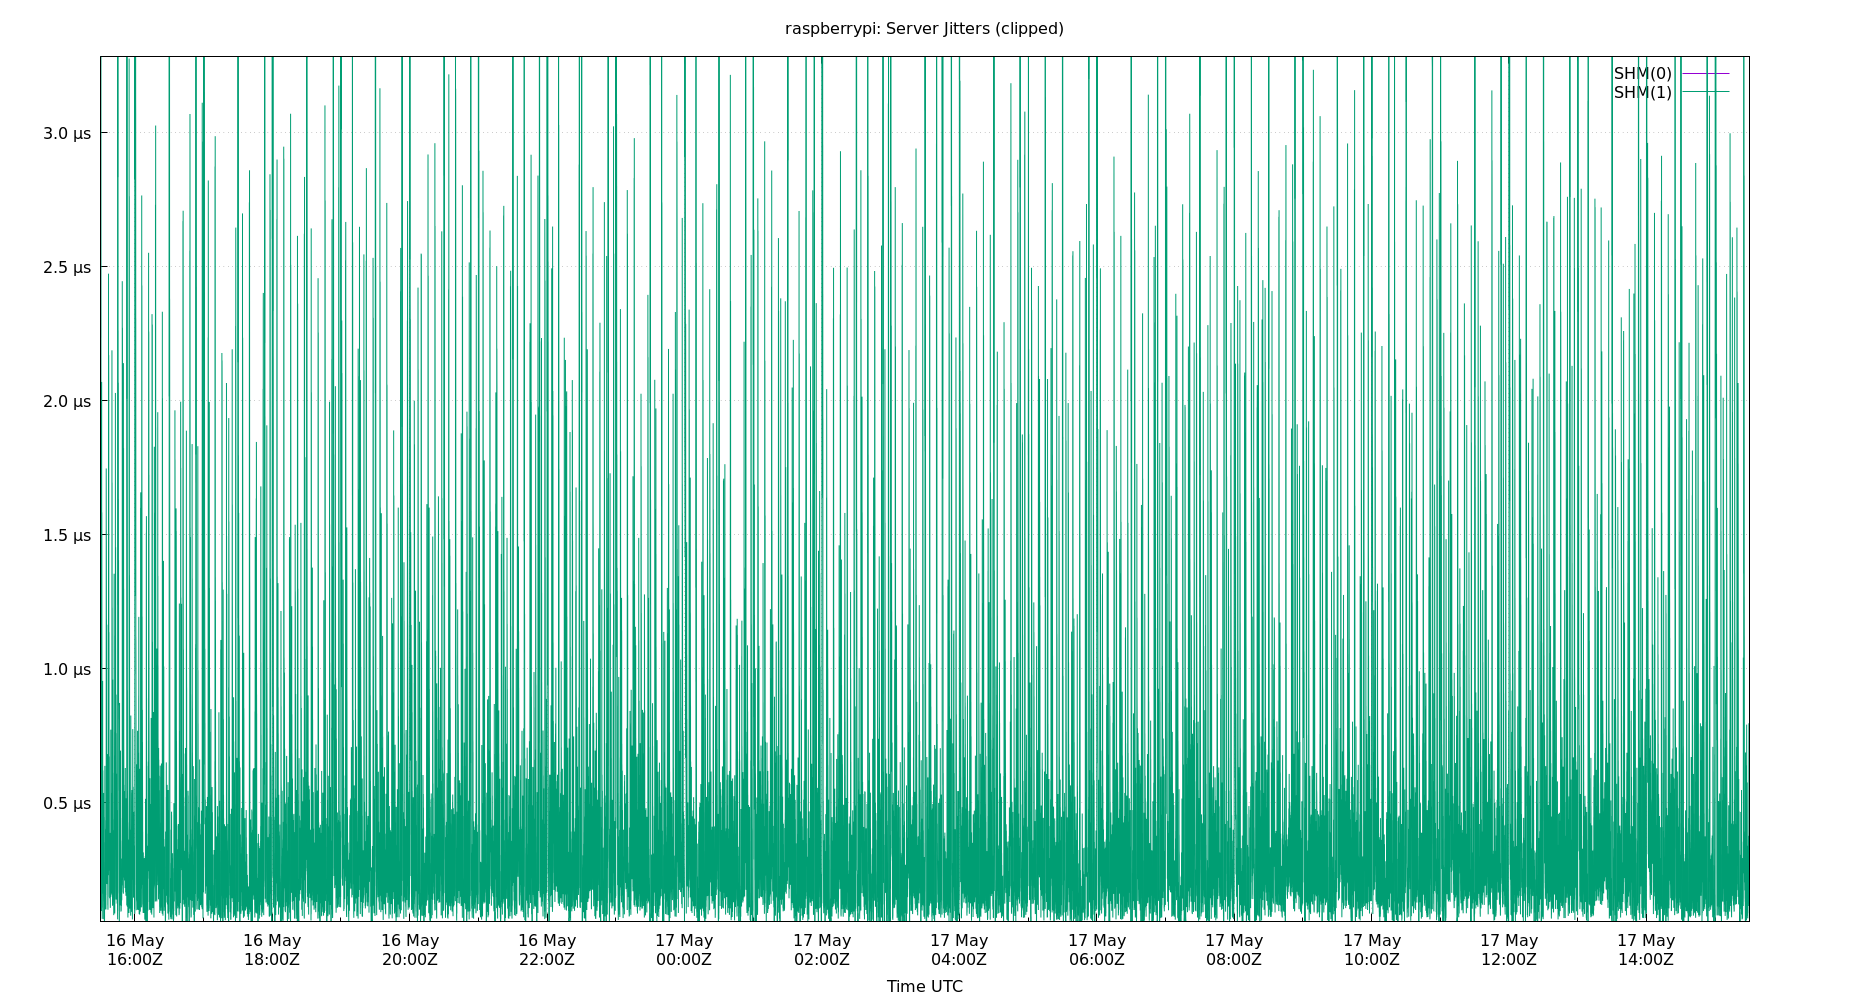 raspberrypi: Server Jitters (clipped)
SHM(0)
SHM(1)
3.0 µs
2.5 µs
2.0 µs
1.5 µs
1.0 µs
0.5 µs
16 May 16 May 16 May 16 May 17 May 17 May 17 May 17 May 17 May 17 May 17 May 17 May
16:00Z 18:00Z 20:00Z 22:00Z 00:00Z 02:00Z 04:00Z 06:00Z 08:00Z 10:00Z 12:00Z 14:00Z
Time UTC